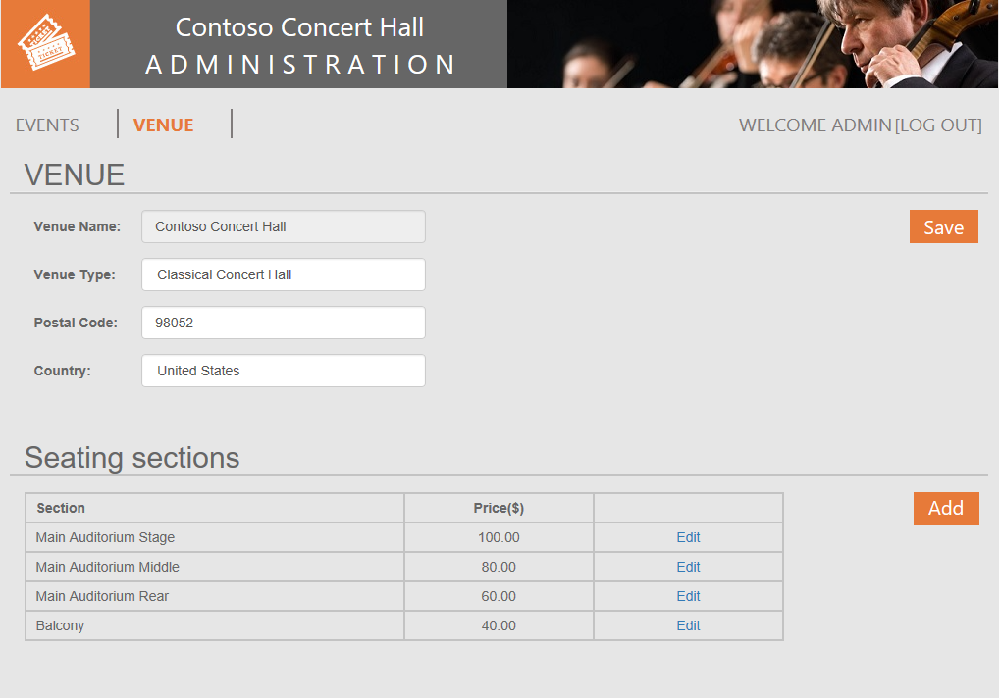 TICKET
Contoso Concert Hall
ADMINISTRATION
EVENTS
VENUE
WELCOME ADMIN [LOG OUT]
VENUE
Venue Name: Contoso Concert Hall
Save
Venue Type: Classical Concert Hall
Postal Code: 98052
Country: United States
Seating sections
Add
Section Price($)
Main Auditorium Stage 100.00 Edit
Main Auditorium Middle 80.00 Edit
Main Auditorium Rear 60.00 Edit
Balcony 40.00 Edit